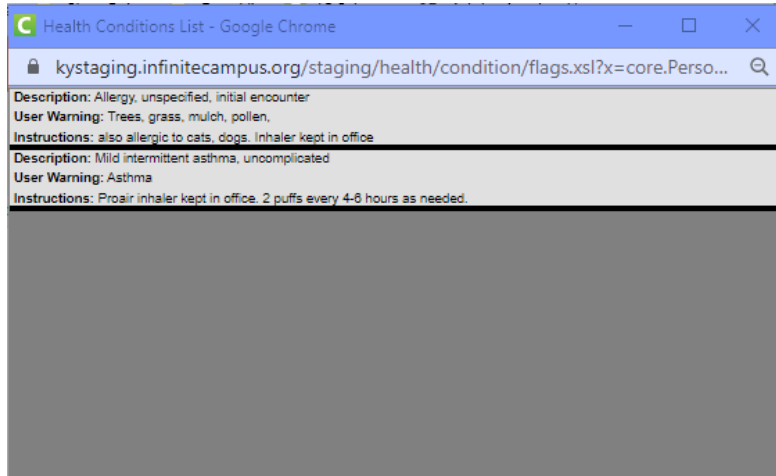 C Health Conditions List - Google Chrome
kystaging.infinitecampus.org/staging/health/condition/flags.xsl?x=core.Perso...
Description: Allergy, unspecified, initial encounter
User Warning: Trees, grass, mulch, pollen,
Instructions: also allergic to cats, dogs. Inhaler kept in office
Description: Mild intermittent asthma, uncomplicated
User Warning: Asthma
Instructions: Proair inhaler kept in office. 2 puffs every 4-6 hours as needed.